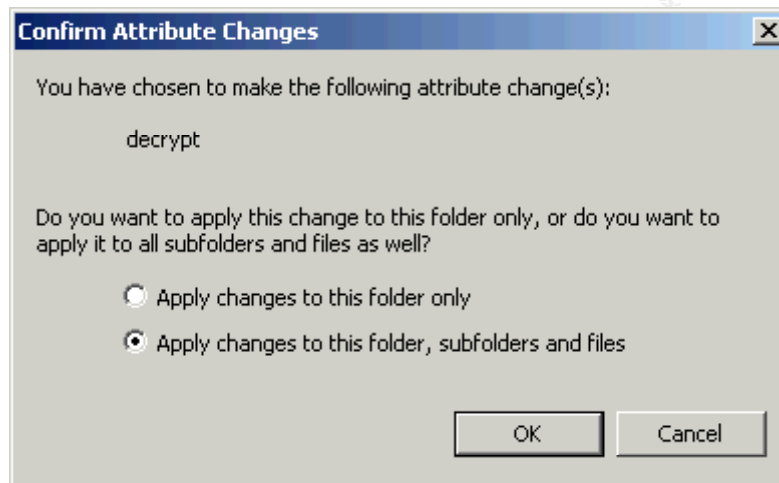 Confirm Attribute Changes
You have chosen to make the following attribute change(s):
decrypt
Do you want to apply this change to this folder only, or do you want to
apply it to all subfolders and files as well?
Apply changes to this folder only
Apply changes to this folder, subfolders and files
OK
Cancel